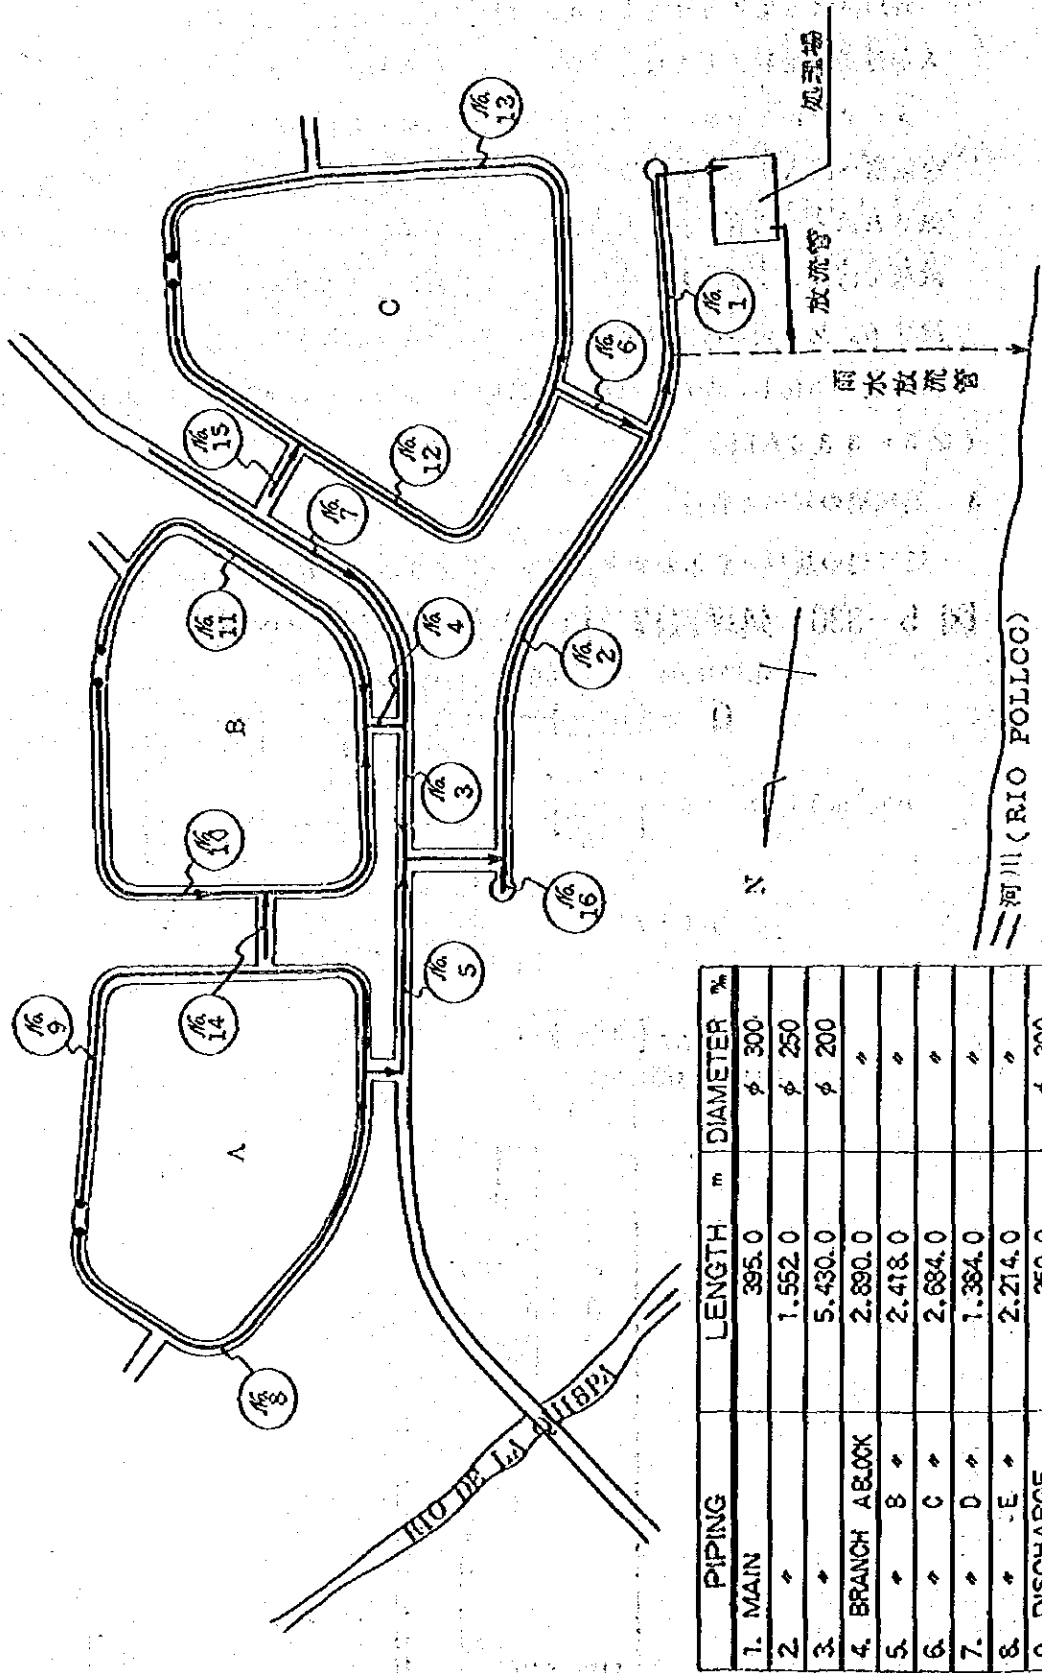 No. 8
No. 9
No. 14
No. 10
No. 11
No. 15
No. 7
No. 12
No. 13
No. 4
No. 3
No. 5
No. 16
No. 2
No. 6
No. 1
A
B
C
N
処理場
放流管
雨水放流管
河川 (RIO POLLCO)
RIO DE LA QUISPA
PIPING LENGTH m DIAMETER ㎜
1. MAIN 395.0 φ 300
2. 〃 1.552.0 φ 250
3. 〃 5.430.0 φ 200
4. BRANCH A BLOCK 2.890.0 〃
5. 〃 B 〃 2.418.0 〃
6. 〃 C 〃 2.684.0 〃
7. 〃 D 〃 1.364.0 〃
8. 〃 E 〃 2.214.0 〃
9. DISCHARGE